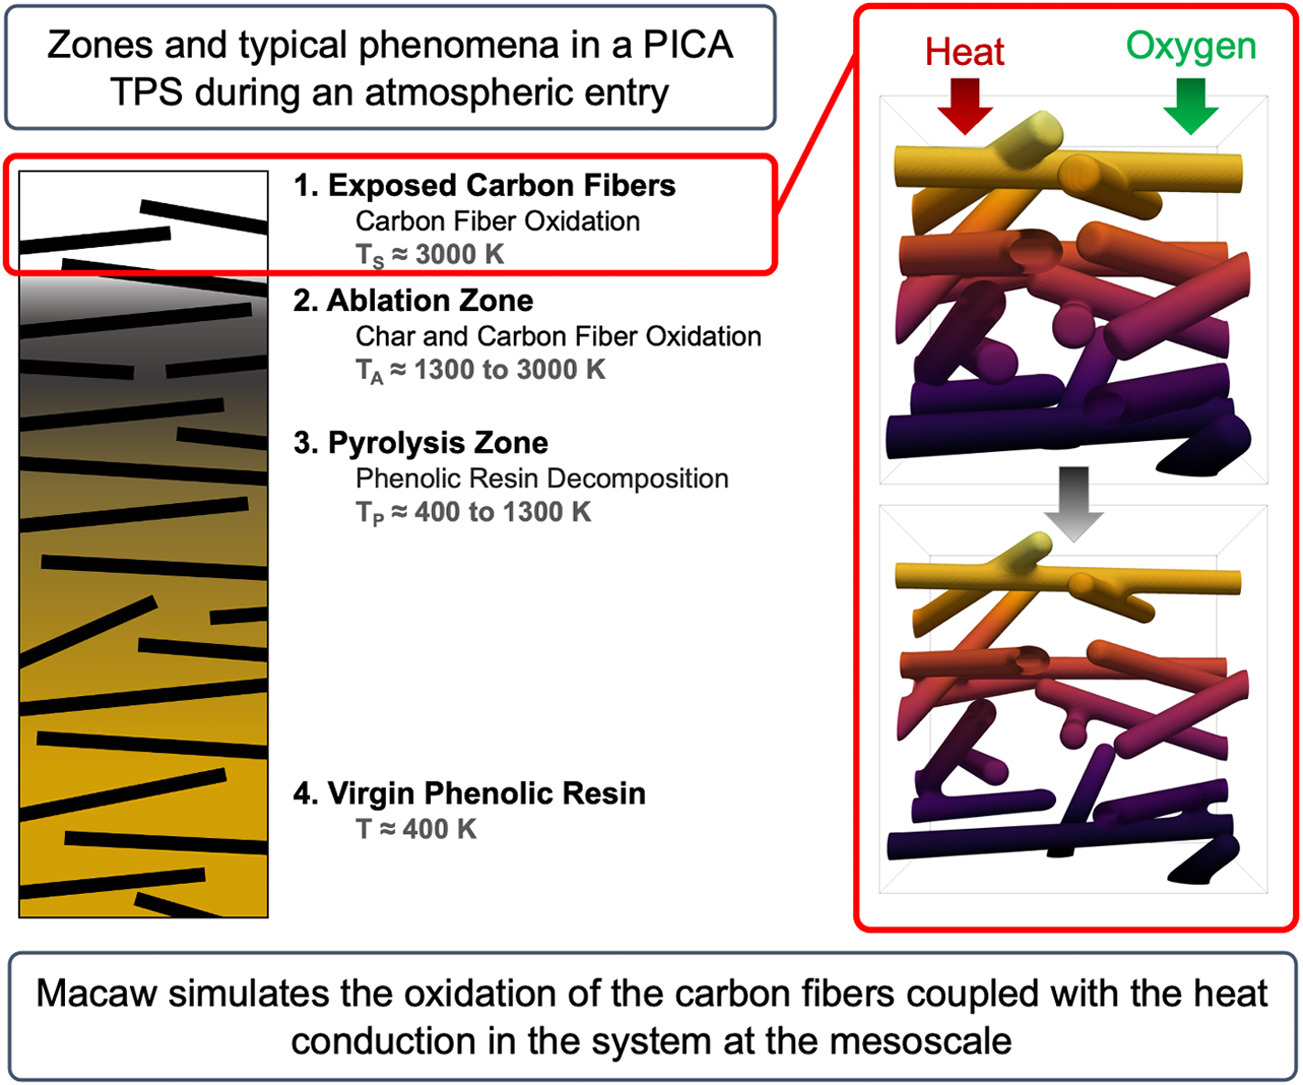 Zones and typical phenomena in a PICA
TPS during an atmospheric entry
1. Exposed Carbon Fibers
Carbon Fiber Oxidation
TS ≈ 3000 K
2. Ablation Zone
Char and Carbon Fiber Oxidation
TA ≈ 1300 to 3000 K
3. Pyrolysis Zone
Phenolic Resin Decomposition
TP ≈ 400 to 1300 K
4. Virgin Phenolic Resin
T ≈ 400 K
Heat
Oxygen
Macaw simulates the oxidation of the carbon fibers coupled with the heat
conduction in the system at the mesoscale